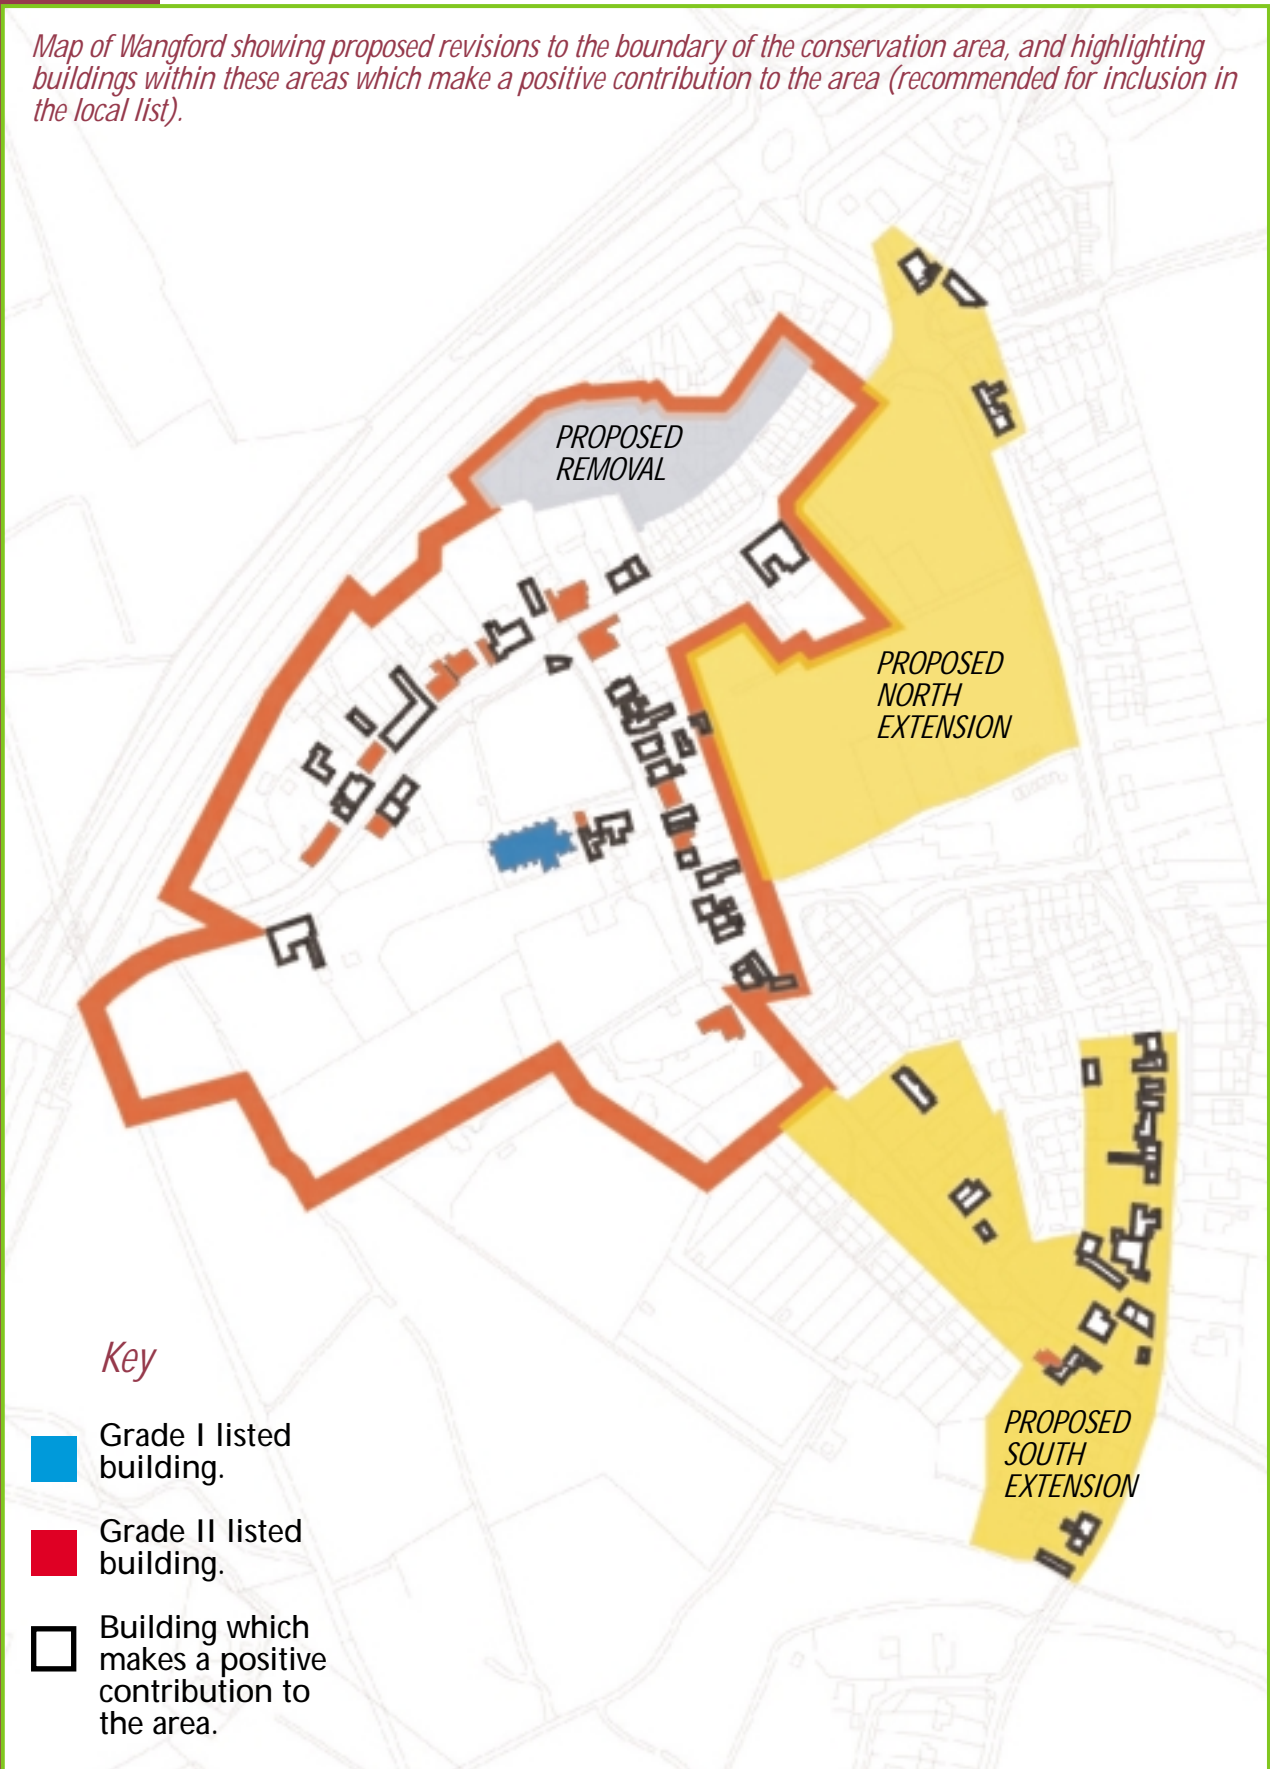 Map of Wangford showing proposed revisions to the boundary of the conservation area, and highlighting
buildings within these areas which make a positive contribution to the area (recommended for inclusion in
the local list).
PROPOSED
REMOVAL
PROPOSED
NORTH
EXTENSION
PROPOSED
SOUTH
EXTENSION
Key
Grade I listed
building.
Grade II listed
building.
Building which
makes a positive
contribution to
the area.